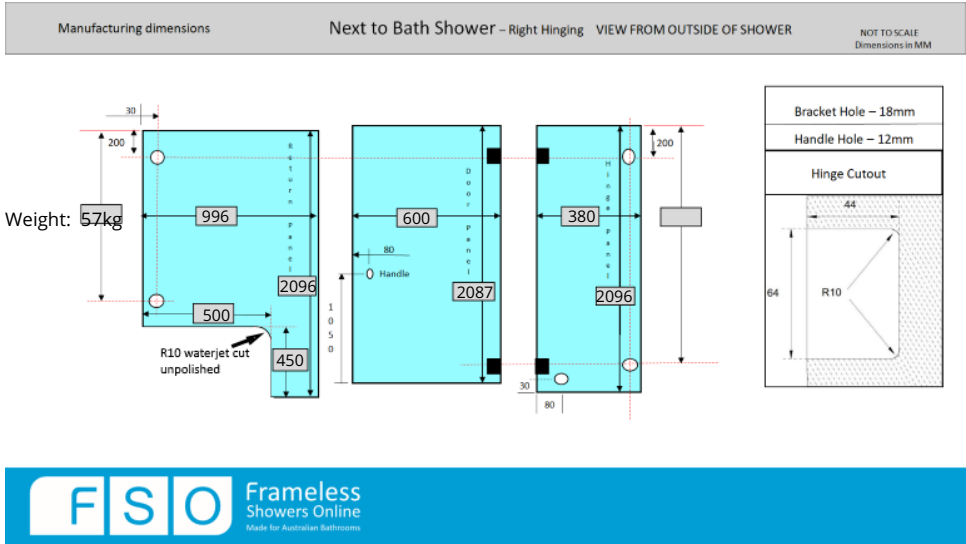 Manufacturing dimensions
Next to Bath Shower – Right Hinging VIEW FROM OUTSIDE OF SHOWER
NOT TO SCALE
Dimensions in MM
30
200
Weight: 57kg
996
Return Panel
2096
500
450
R10 waterjet cut
unpolished
Door Panel
600
80
Handle
2087
1050
200
Hinge Panel
380
2096
30
80
Bracket Hole – 18mm
Handle Hole – 12mm
Hinge Cutout
44
64
R10
FSO
Frameless
Showers Online
Made for Australian Bathrooms